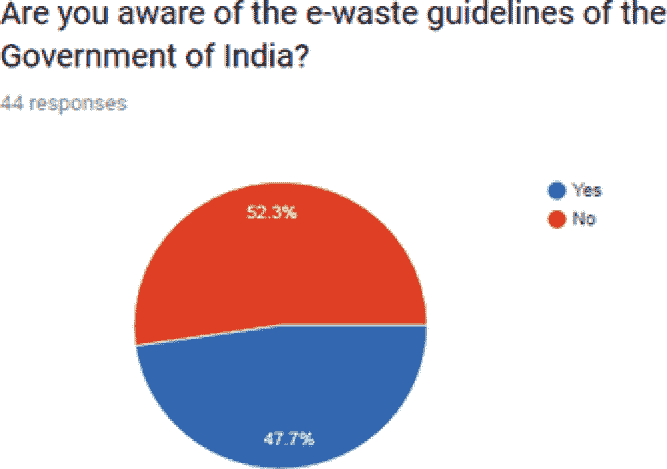 Are you aware of the e-waste guidelines of the
Government of India?
44 responses
52.3%
Yes
No
47.7%